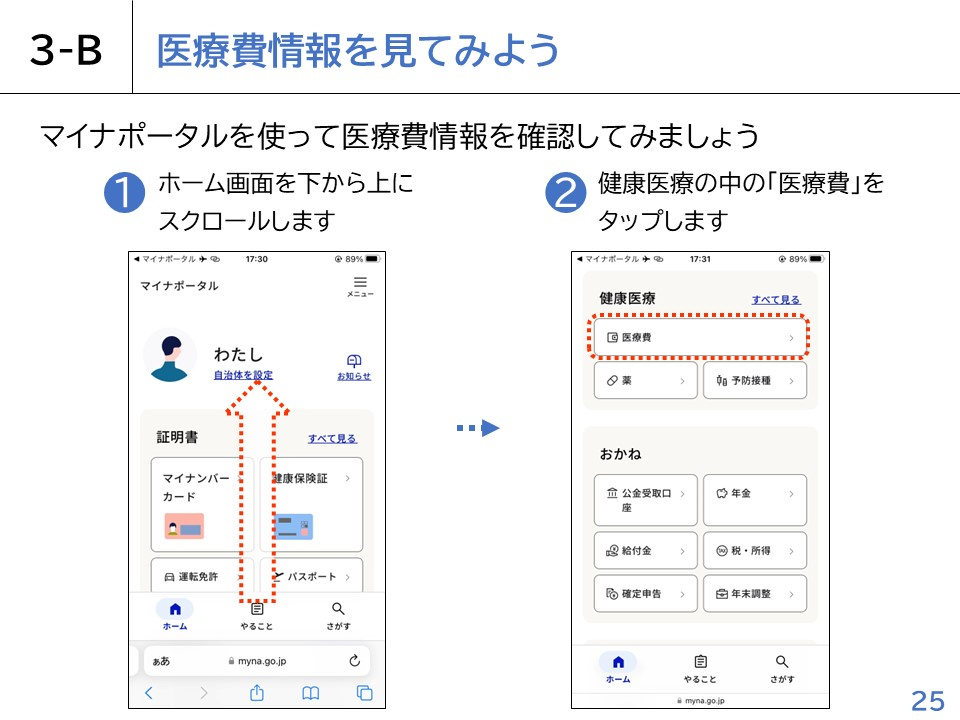 3-B
医療費情報を見てみよう
マイナポータルを使って医療費情報を確認してみましょう
1
ホーム画面を下から上に
スクロールします
2
健康医療の中の「医療費」を
タップします
マイナポータル
17:30
89%
マイナポータル
メニュー
わたし
自治体を設定
お知らせ
証明書
すべて見る
マイナンバー
カード
健康保険証
運転免許
パスポート
ホーム
やること
さがす
ぁあ
myna.go.jp
マイナポータル
17:31
89%
健康医療
すべて見る
医療費
薬
予防接種
おかね
公金受取口
座
年金
給付金
税・所得
確定申告
年末調整
ホーム
やること
さがす
myna.go.jp
25